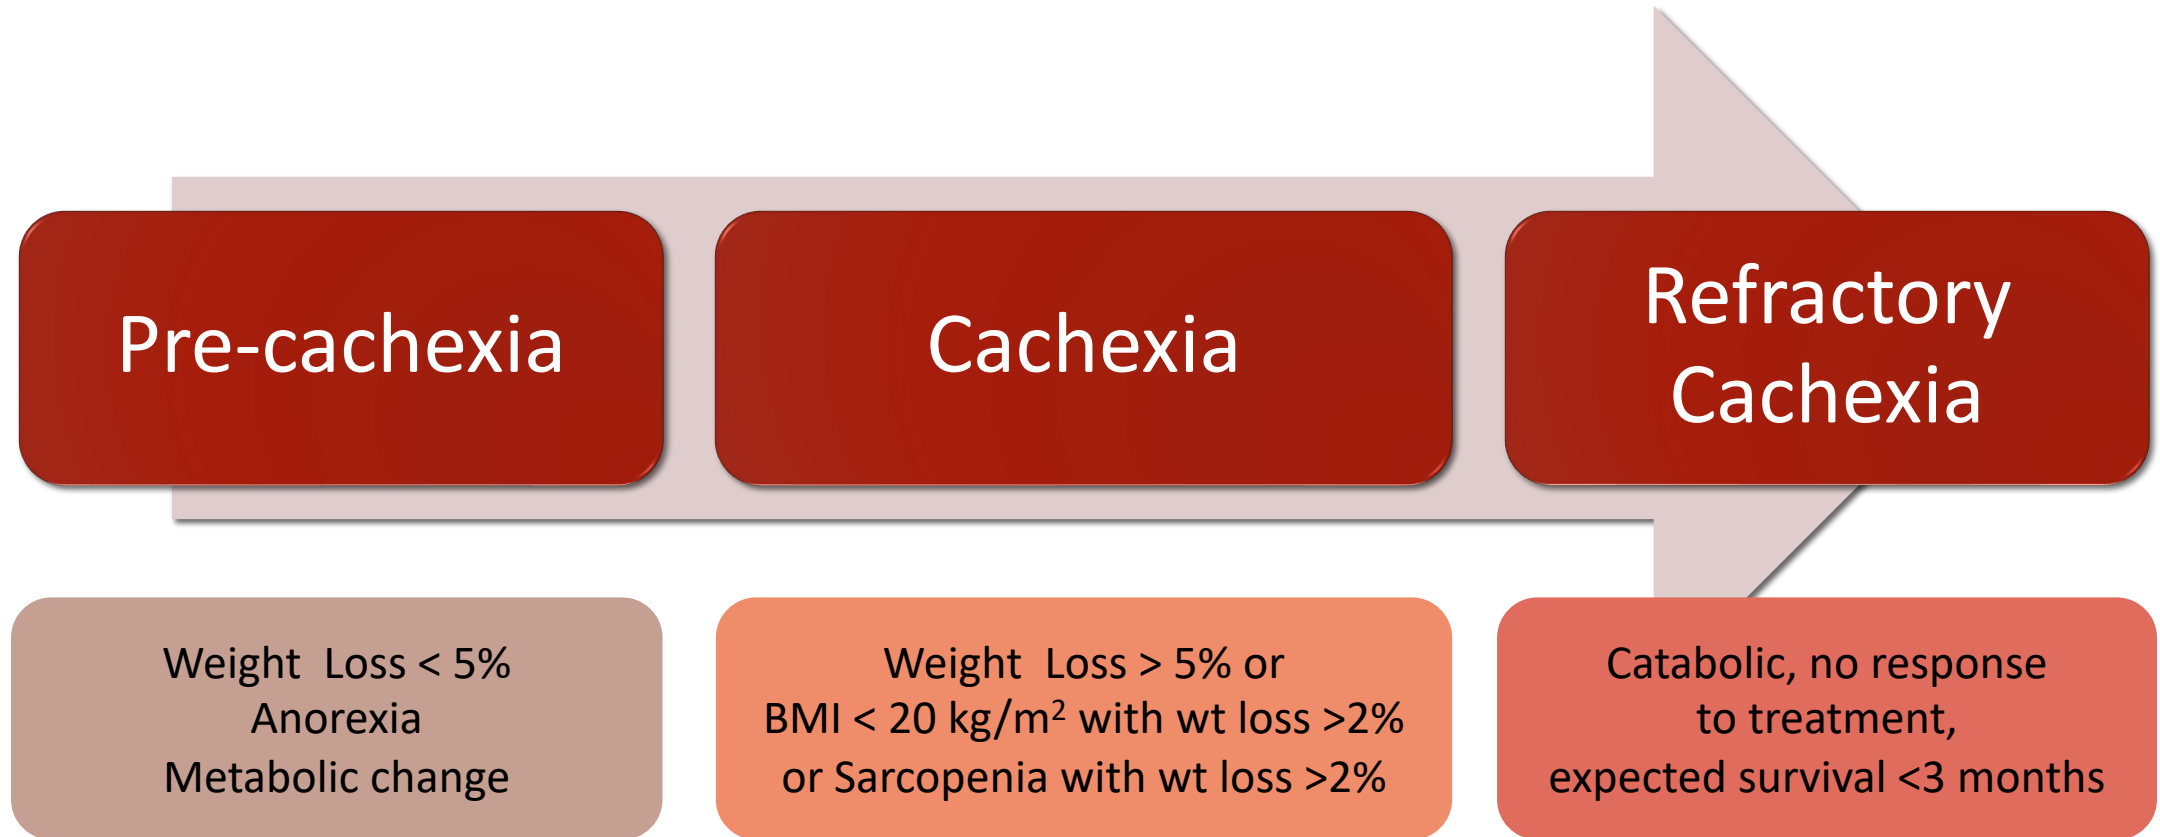 Pre-cachexia
Cachexia
Refractory
Cachexia
Weight  Loss < 5%
Anorexia
Metabolic change
Weight  Loss > 5% or
BMI < 20 kg/m² with wt loss >2%
or Sarcopenia with wt loss >2%
Catabolic, no response
to treatment,
expected survival <3 months